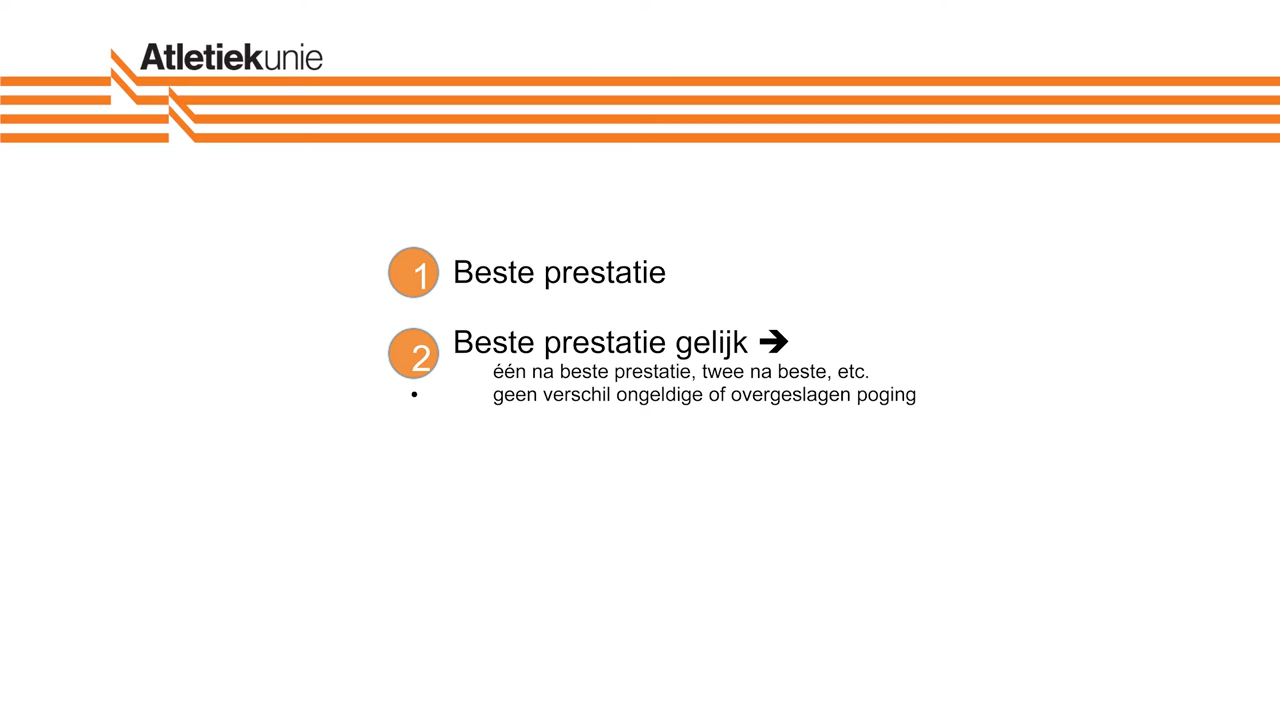 Atletiekunie
1 Beste prestatie
2 Beste prestatie gelijk ➔
één na beste prestatie, twee na beste, etc.
• geen verschil ongeldige of overgeslagen poging